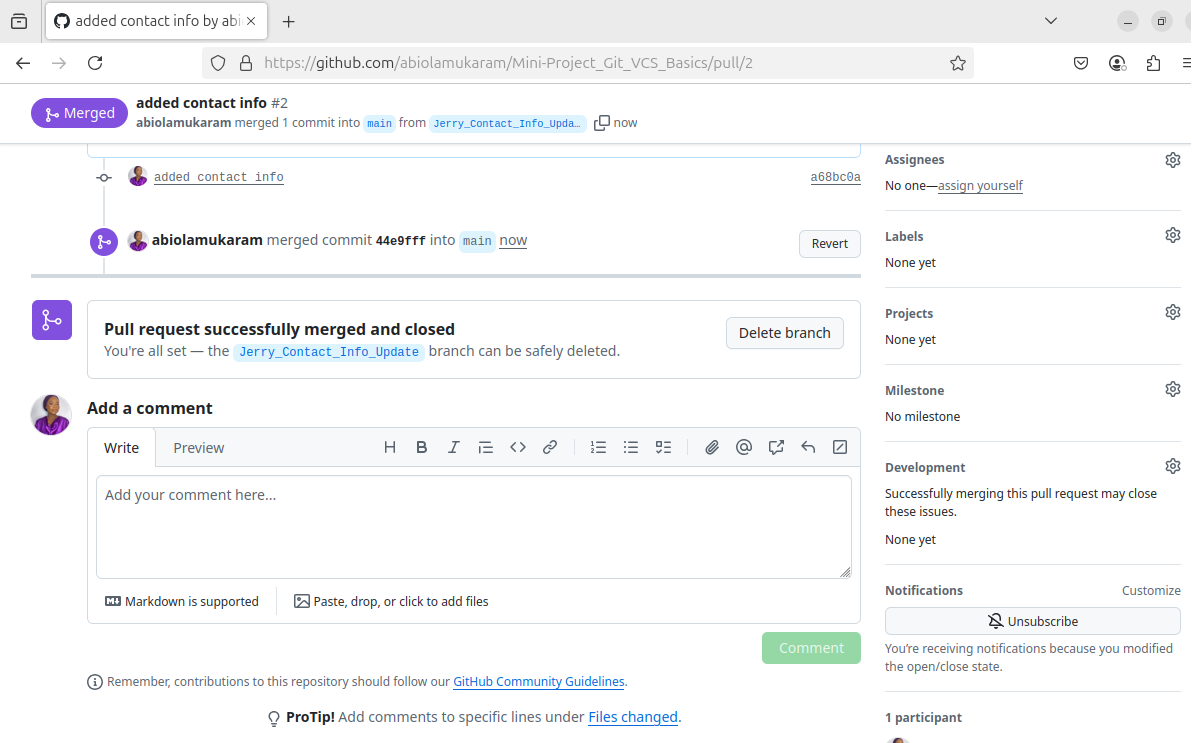 added contact info by abi
https://github.com/abiolamukaram/Mini-Project_Git_VCS_Basics/pull/2
Merged
added contact info #2
abiolamukaram merged 1 commit into main from Jerry_Contact_Info_Upda… now
added contact info a68bc0a
abiolamukaram merged commit 44e9fff into main now
Revert
Pull request successfully merged and closed
You're all set — the Jerry_Contact_Info_Update branch can be safely deleted.
Delete branch
Add a comment
Write Preview
Add your comment here...
Markdown is supported
Paste, drop, or click to add files
Comment
Remember, contributions to this repository should follow our GitHub Community Guidelines.
ProTip! Add comments to specific lines under Files changed.
Assignees
No one—assign yourself
Labels
None yet
Projects
None yet
Milestone
No milestone
Development
Successfully merging this pull request may close
these issues.
None yet
Notifications Customize
Unsubscribe
You're receiving notifications because you modified
the open/close state.
1 participant